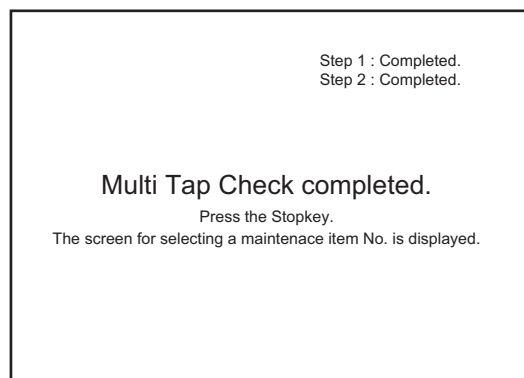 Step 1 : Completed.
Step 2 : Completed.
Multi Tap Check completed.
Press the Stopkey.
The screen for selecting a maintenace item No. is displayed.